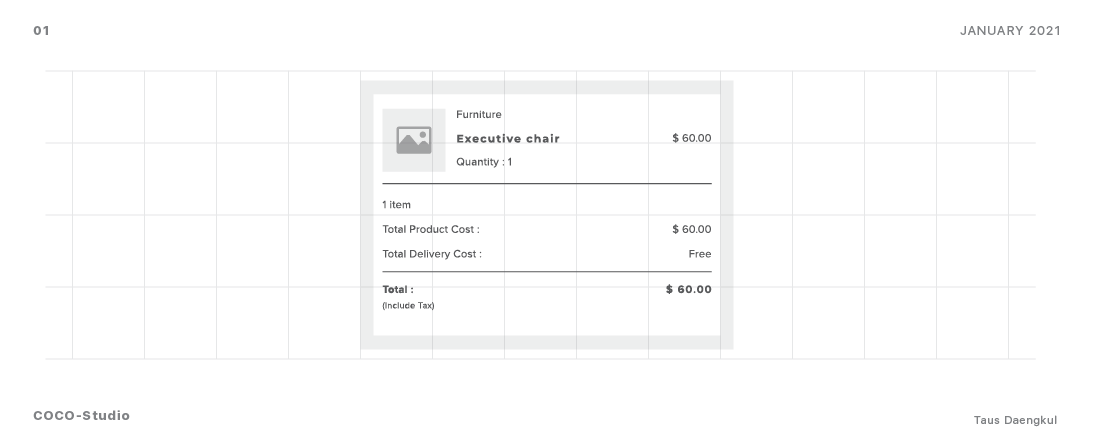 01
JANUARY 2021
Furniture
Executive chair
$ 60.00
Quantity : 1
1 item
Total Product Cost :
$ 60.00
Total Delivery Cost :
Free
Total :
$ 60.00
(Include Tax)
COCO-Studio
Taus Daengkul